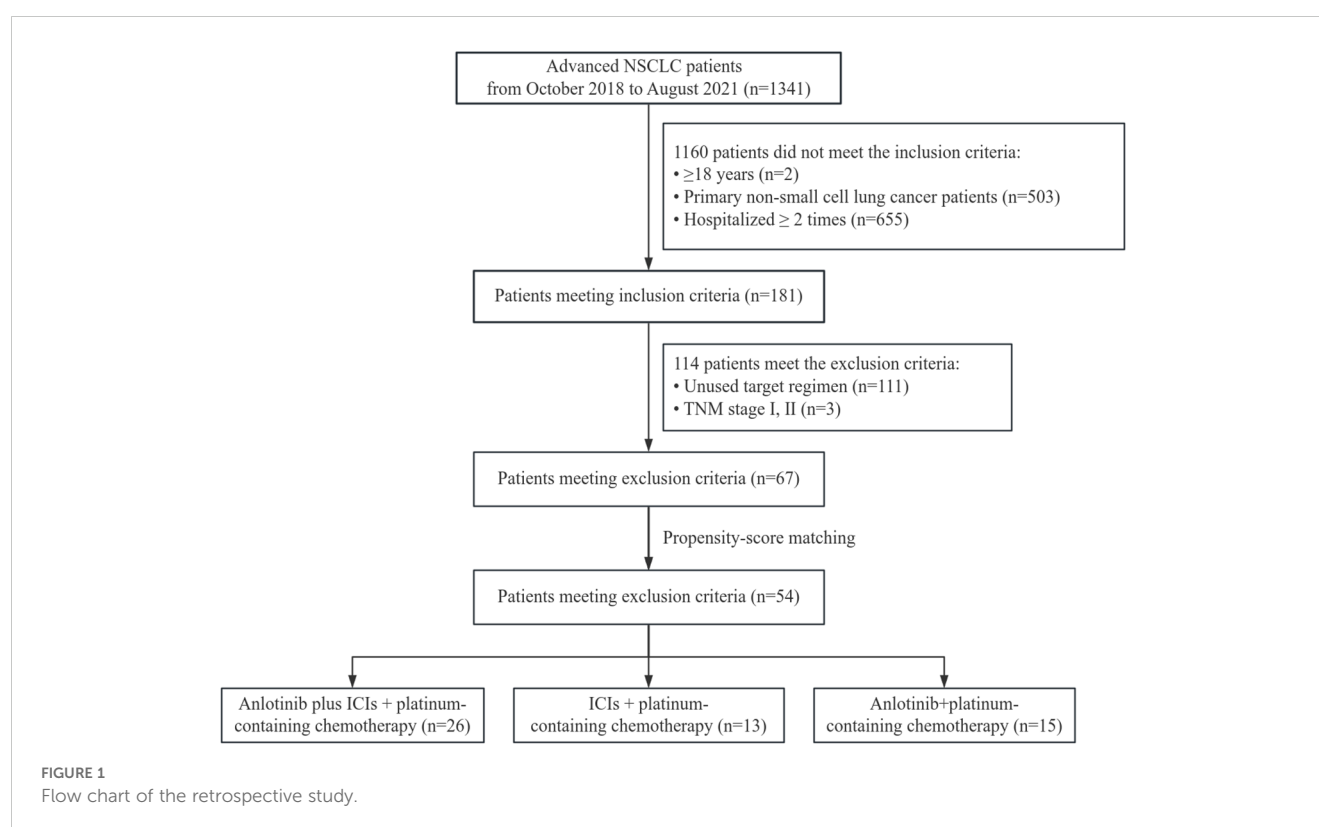 Advanced NSCLC patients
from October 2018 to August 2021 (n=1341)
1160 patients did not meet the inclusion criteria:
• ≥18 years (n=2)
• Primary non-small cell lung cancer patients (n=503)
• Hospitalized ≥ 2 times (n=655)
Patients meeting inclusion criteria (n=181)
114 patients meet the exclusion criteria:
• Unused target regimen (n=111)
• TNM stage I, II (n=3)
Patients meeting exclusion criteria (n=67)
Propensity-score matching
Patients meeting exclusion criteria (n=54)
Anlotinib plus ICIs + platinum-
containing chemotherapy (n=26)
ICIs + platinum-
containing chemotherapy (n=13)
Anlotinib+platinum-
containing chemotherapy (n=15)
FIGURE 1
Flow chart of the retrospective study.